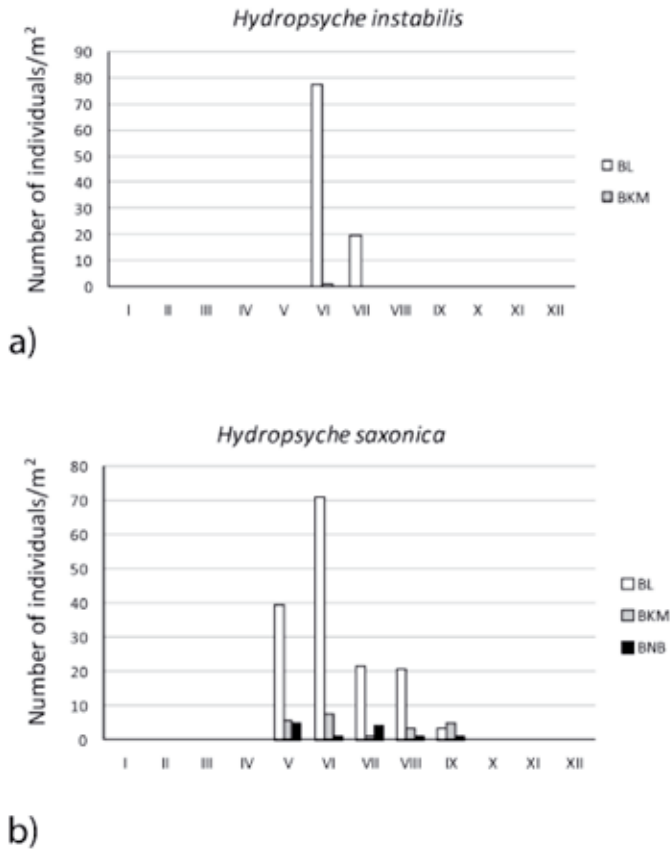 Hydropsyche instabilis
Number of individuals/m²
90
80
70
60
50
40
30
20
10
0
I II III IV V VI VII VIII IX X XI XII
BL
BKM
a)
Hydropsyche saxonica
Number of individuals/m²
80
70
60
50
40
30
20
10
0
I II III IV V VI VII VIII IX X XI XII
BL
BKM
BNB
b)